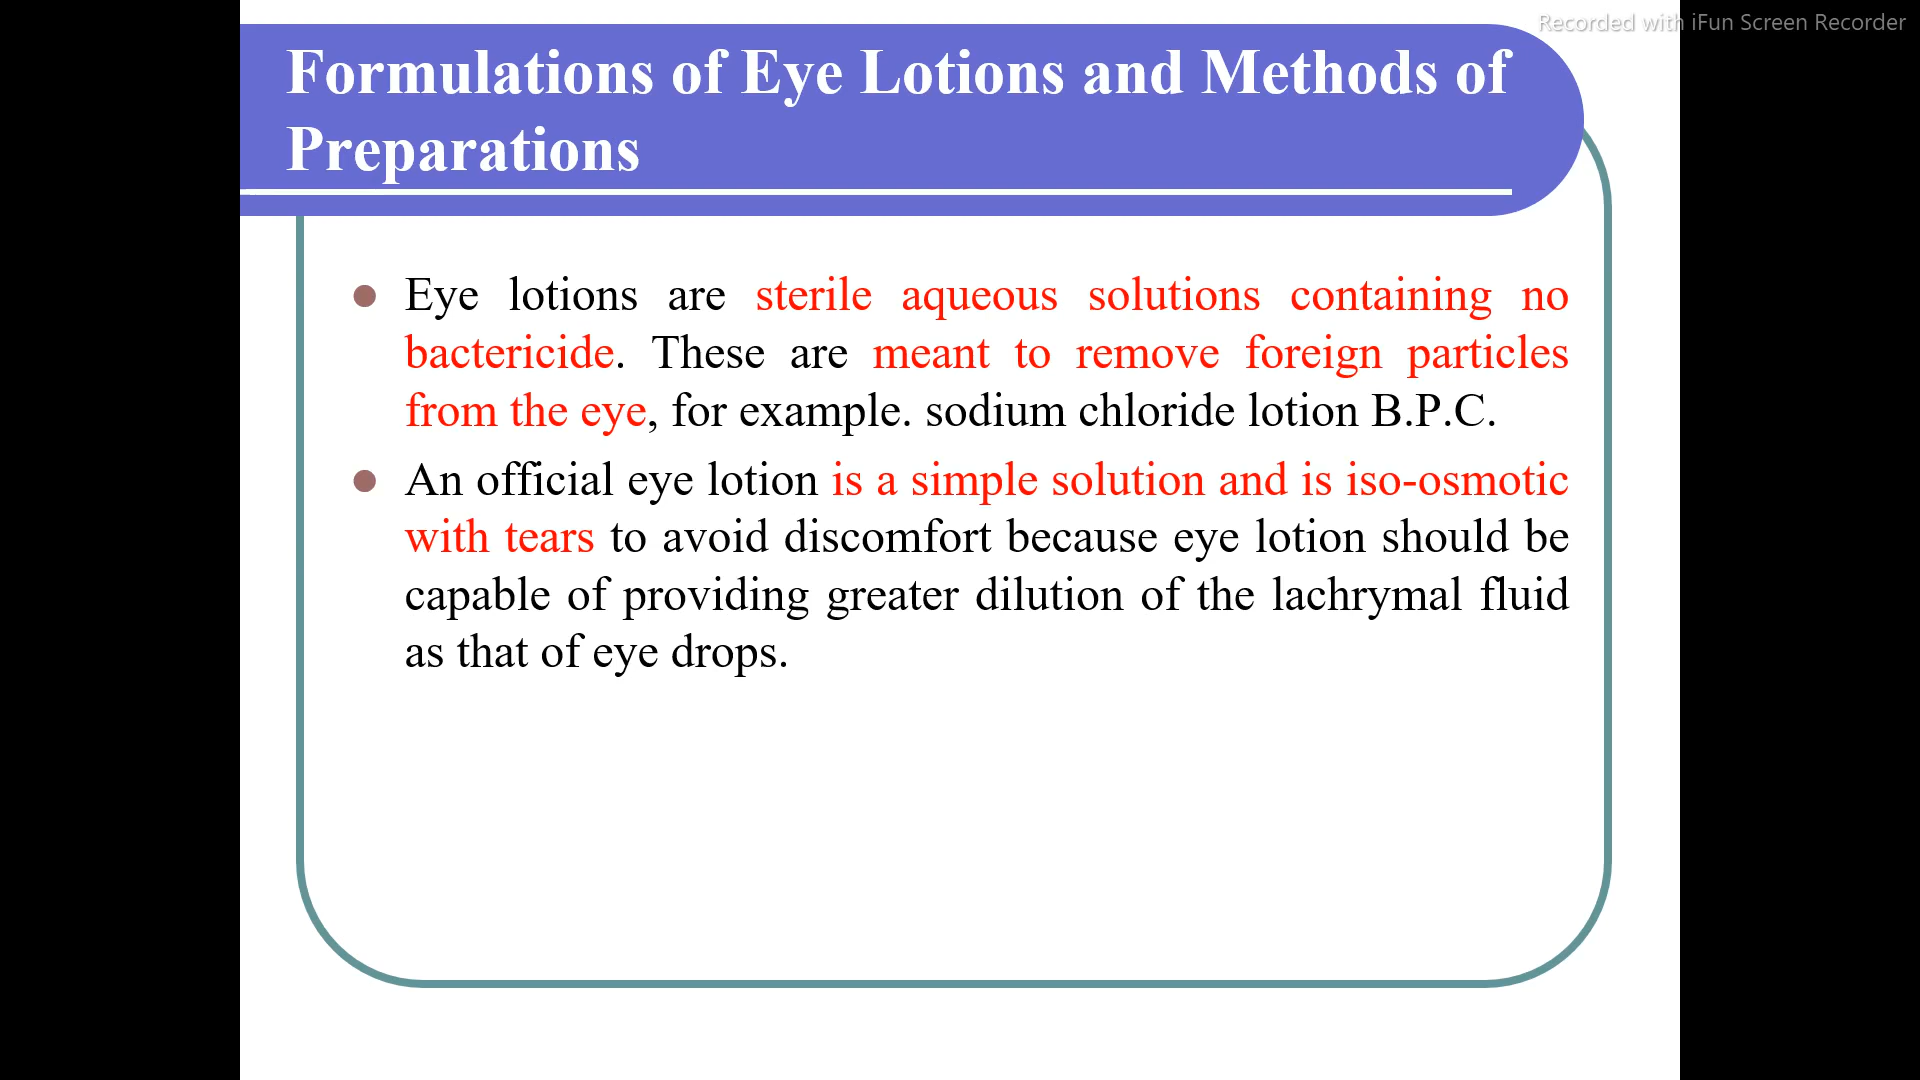 Recorded with iFun Screen Recorder
Formulations of Eye Lotions and Methods of
Preparations
Eye lotions are sterile aqueous solutions containing no
bactericide. These are meant to remove foreign particles
from the eye, for example. sodium chloride lotion B.P.C.
An official eye lotion is a simple solution and is iso-osmotic
with tears to avoid discomfort because eye lotion should be
capable of providing greater dilution of the lachrymal fluid
as that of eye drops.